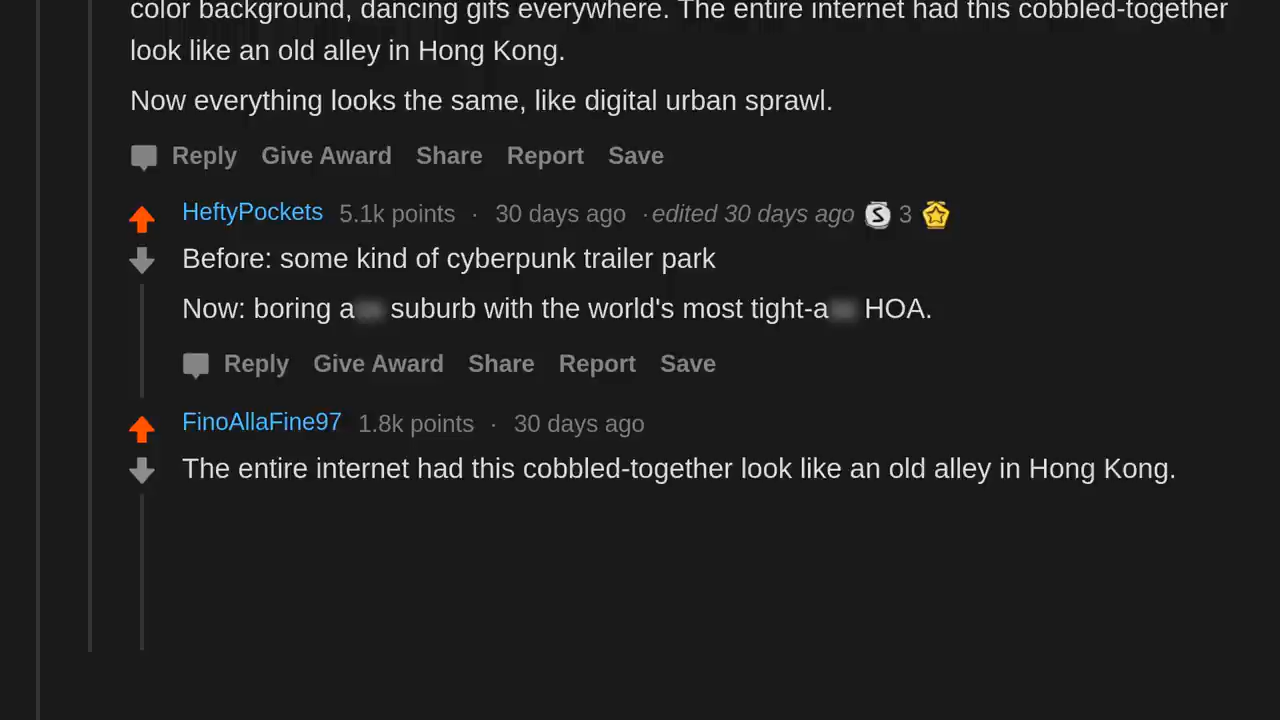 color background, dancing gifs everywhere. The entire internet had this cobbled-together
look like an old alley in Hong Kong.
Now everything looks the same, like digital urban sprawl.
Reply Give Award Share Report Save
HeftyPockets 5.1k points · 30 days ago · edited 30 days ago S 3
Before: some kind of cyberpunk trailer park
Now: boring a suburb with the world's most tight-a HOA.
Reply Give Award Share Report Save
FinoAllaFine97 1.8k points · 30 days ago
The entire internet had this cobbled-together look like an old alley in Hong Kong.